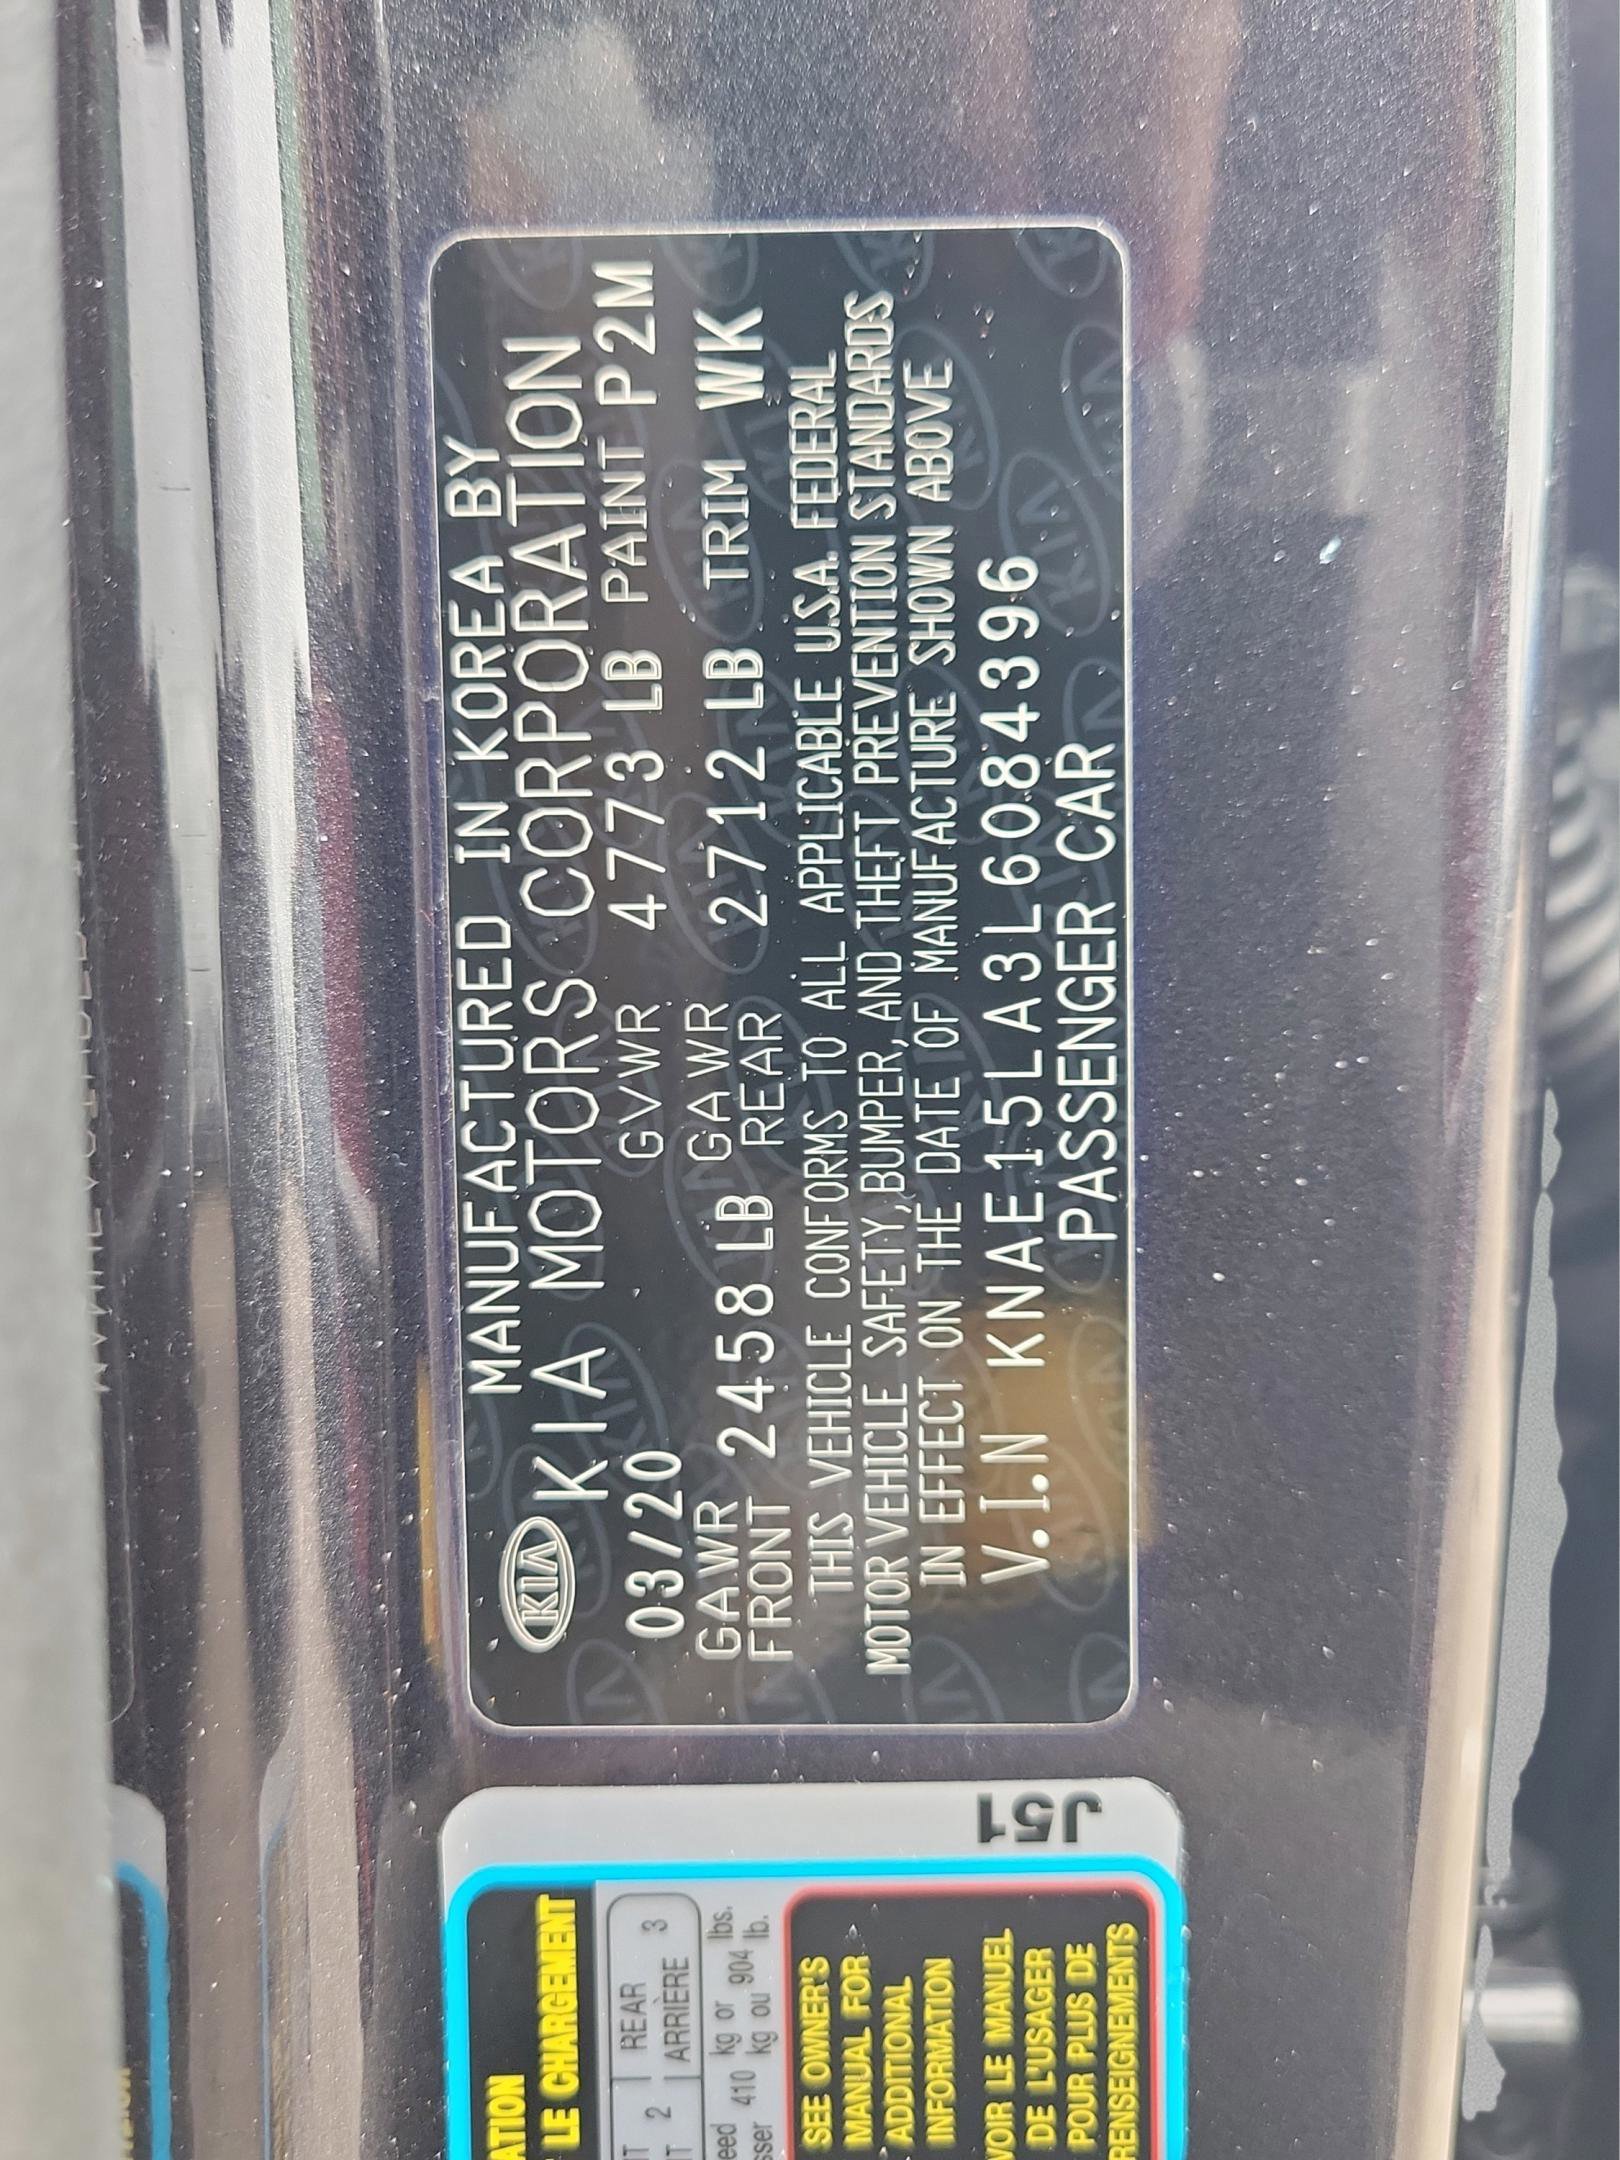 MANUFACTURED IN KOREA BY
KIA KIA MOTORS CORPORATION
03/20 GVWR 4773 LB PAINT P2M
GAWR FRONT 2458 LB GAWR REAR 2712 LB TRIM WK
THIS VEHICLE CONFORMS TO ALL APPLICABLE U.S.A. FEDERAL
MOTOR VEHICLE SAFETY, BUMPER, AND THEFT PREVENTION STANDARDS
IN EFFECT ON THE DATE OF MANUFACTURE SHOWN ABOVE
V.I.N KNAE15LA3L6084396
PASSENGER CAR
J51
LE CHARGEMENT
2 REAR 3
ARRIÈRE
410 kg or 904 lbs.
kg ou lb.
SEE OWNER'S
MANUAL FOR
ADDITIONAL
INFORMATION
VOIR LE MANUEL
DE L'USAGER
POUR PLUS DE
RENSEIGNEMENTS